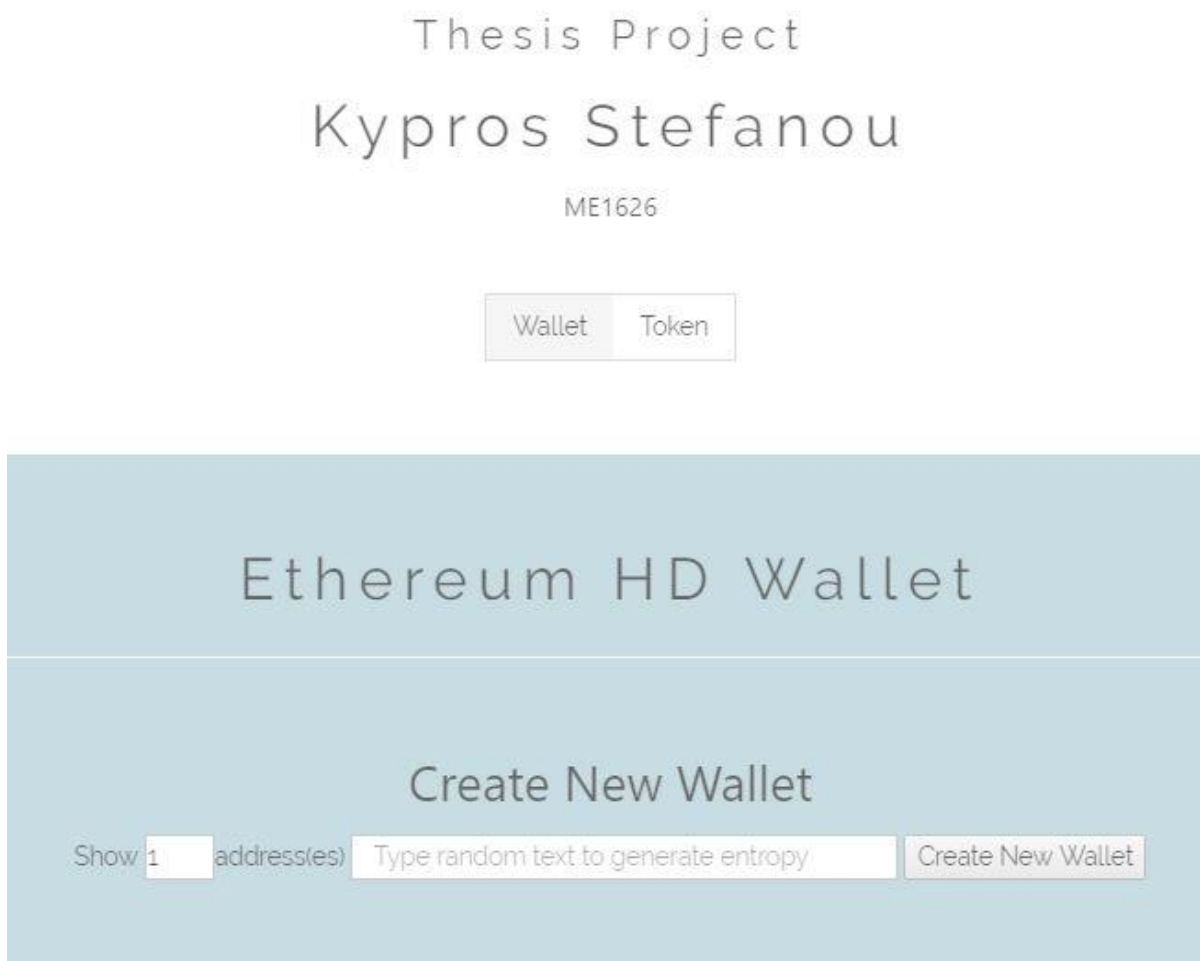 Thesis Project
Kypros Stefanou
ME1626
Wallet Token
Ethereum HD Wallet
Create New Wallet
Show 1 address(es) Type random text to generate entropy Create New Wallet